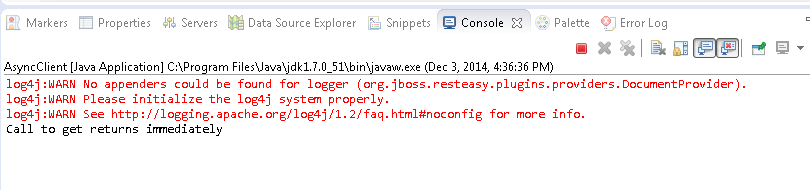 Markers Properties Servers Data Source Explorer Snippets Console Palette Error Log
AsyncClient [Java Application] C:\Program Files\Java\jdk1.7.0_51\bin\javaw.exe (Dec 3, 2014, 4:36:36 PM)
log4j:WARN No appenders could be found for logger (org.jboss.resteasy.plugins.providers.DocumentProvider).
log4j:WARN Please initialize the log4j system properly.
log4j:WARN See http://logging.apache.org/log4j/1.2/faq.html#noconfig for more info.
Call to get returns immediately